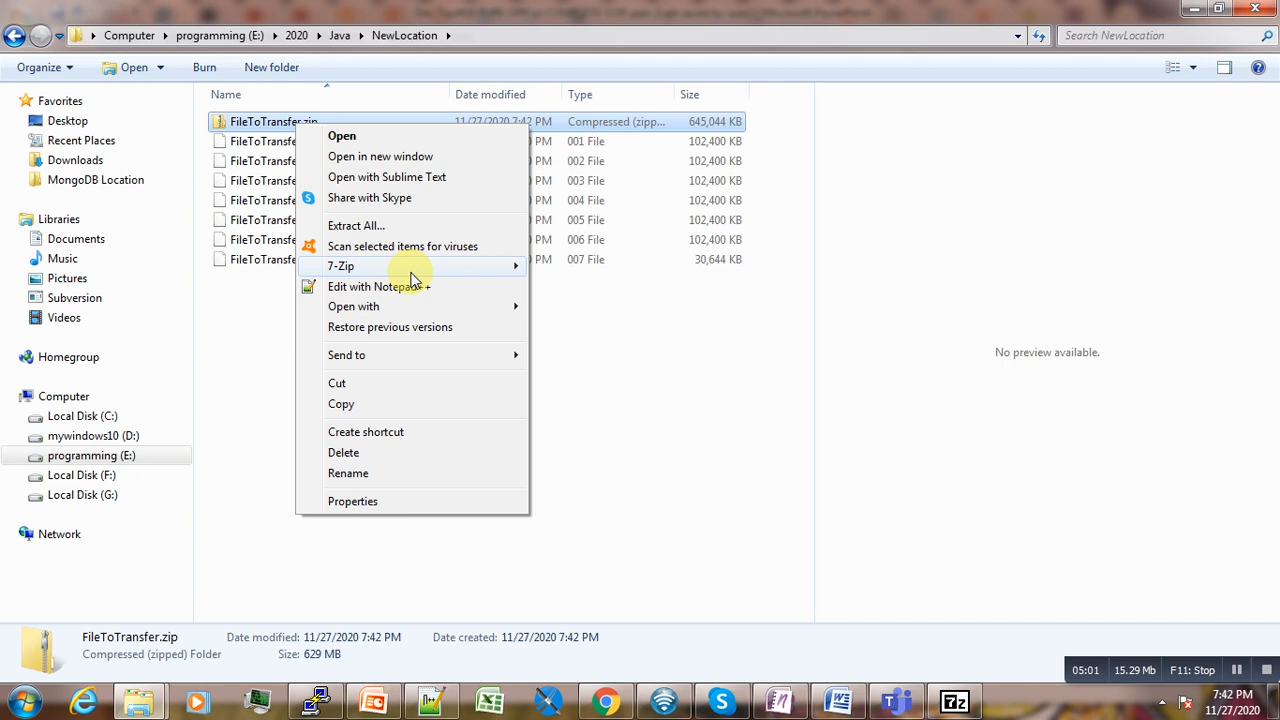 Computer ▸ programming (E:) ▸ 2020 ▸ Java ▸ NewLocation ▸
Search NewLocation
Organize Open Burn New folder
Name Date modified Type Size
Favorites
Desktop
Recent Places
Downloads
MongoDB Location
Libraries
Documents
Music
Pictures
Subversion
Videos
Homegroup
Computer
Local Disk (C:)
mywindows10 (D:)
programming (E:)
Local Disk (F:)
Local Disk (G:)
Network
FileToTransfer.zip 11/27/2020 7:42 PM Compressed (zipp... 645,044 KB
FileToTransfe PM 001 File 102,400 KB
FileToTransfe PM 002 File 102,400 KB
FileToTransfe PM 003 File 102,400 KB
FileToTransfe PM 004 File 102,400 KB
FileToTransfe PM 005 File 102,400 KB
FileToTransfe PM 006 File 102,400 KB
FileToTransfe PM 007 File 30,644 KB
Open
Open in new window
Open with Sublime Text
Share with Skype
Extract All...
Scan selected items for viruses
7-Zip
Edit with Notepad++
Open with
Restore previous versions
Send to
Cut
Copy
Create shortcut
Delete
Rename
Properties
No preview available.
FileToTransfer.zip Date modified: 11/27/2020 7:42 PM Date created: 11/27/2020 7:42 PM
Compressed (zipped) Folder Size: 629 MB
05:01 15.29 Mb F11: Stop
7:42 PM
11/27/2020